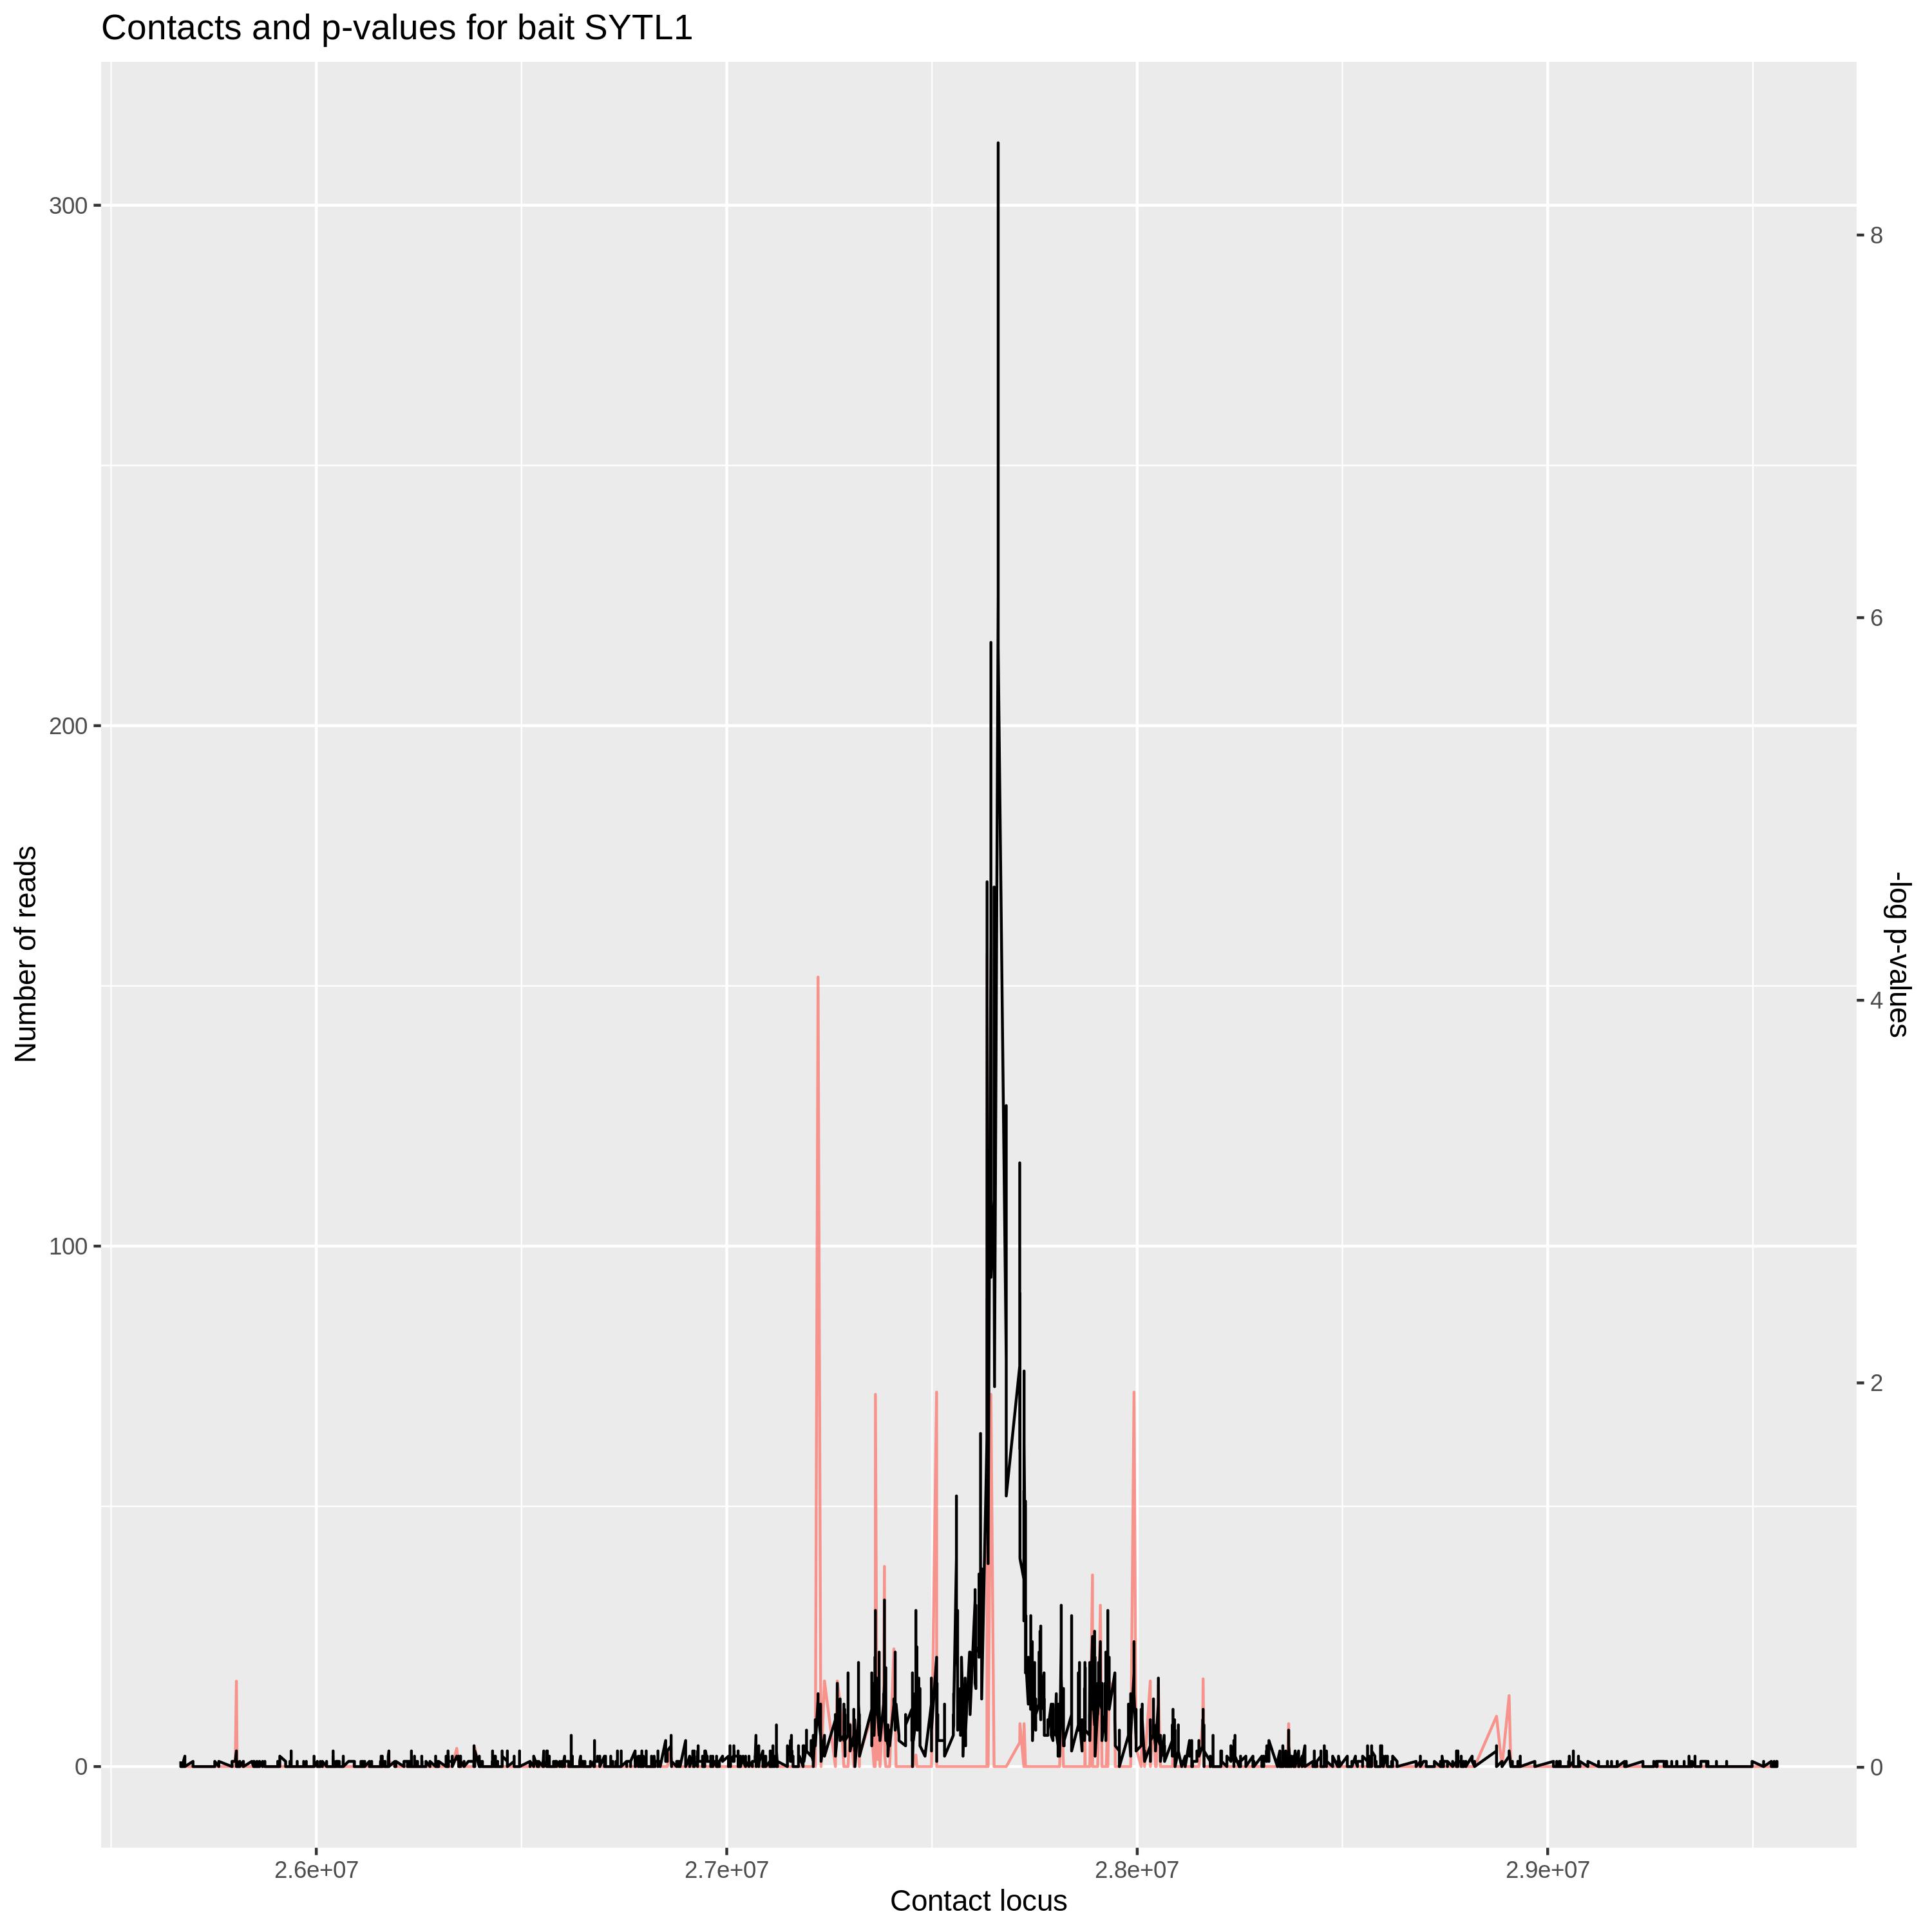 Contacts and p-values for bait SYTL1
Number of reads
300
200
100
0
8
6
4
2
0
-log p-values
2.6e+07
2.7e+07
2.8e+07
2.9e+07
Contact locus